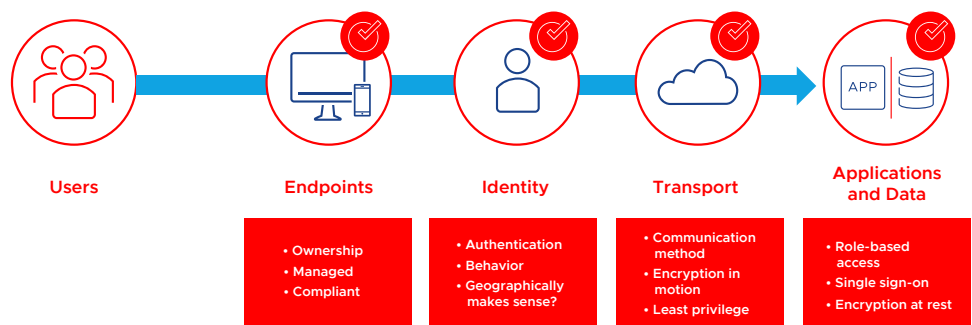 APP
Users
Endpoints
Identity
Transport
Applications
and Data
• Ownership
• Managed
• Compliant
• Authentication
• Behavior
• Geographically
makes sense?
• Communication
method
• Encryption in
motion
• Least privilege
• Role-based
access
• Single sign-on
• Encryption at rest